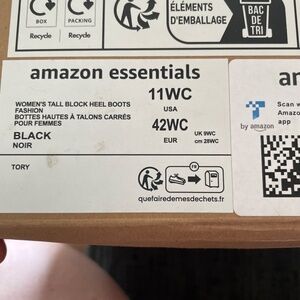 BOX
PACKING
Recycle
Recycle
ÉLÉMENTS
D'EMBALLAGE
BAC
DE
TRI
amazon essentials
WOMEN'S TALL BLOCK HEEL BOOTS
FASHION
BOTTES HAUTES À TALONS CARRÉS
POUR FEMMES
BLACK
NOIR
TORY
11WC
USA
42WC
EUR
UK 9WC
cm 28WC
FR
quefairedemesdechets.fr
by amazon
Scan
Amazo
app